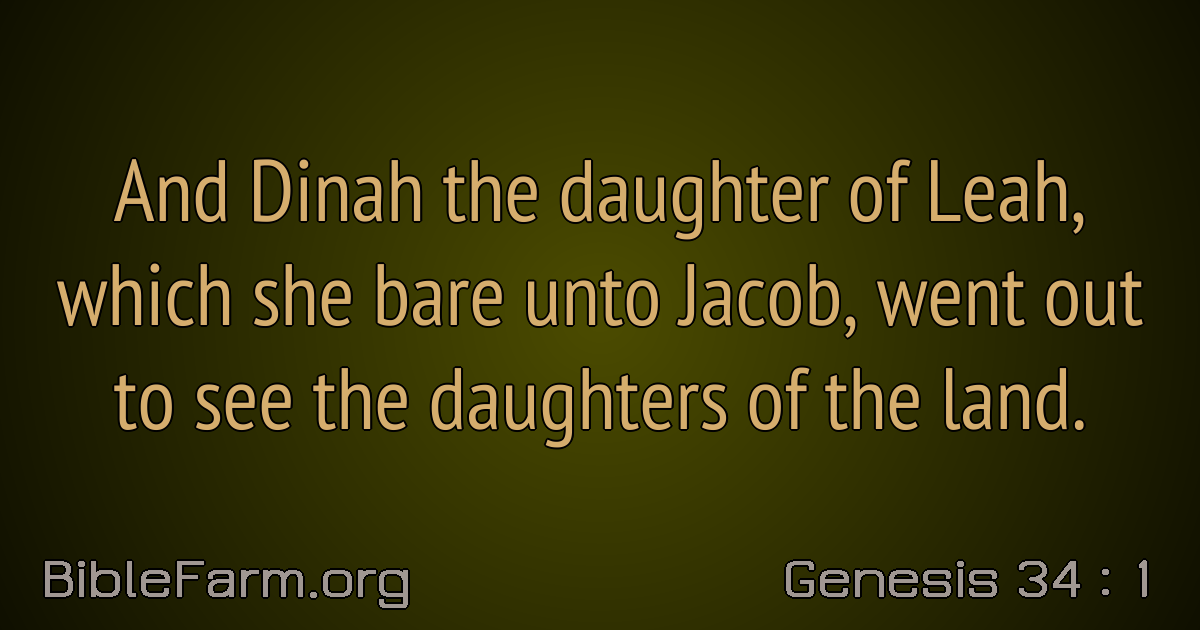 And Dinah the daughter of Leah,
which she bare unto Jacob, went out
to see the daughters of the land.
BibleFarm.org
Genesis 34 : 1